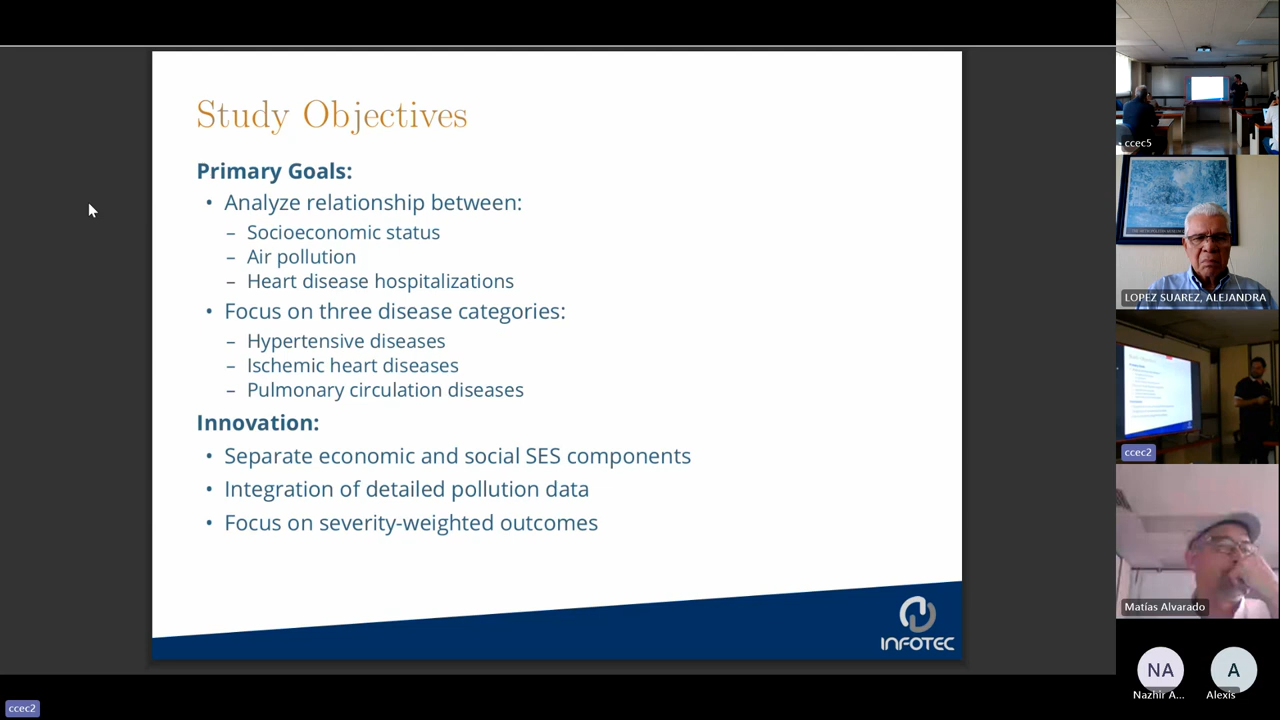 Study Objectives
Primary Goals:
• Analyze relationship between:
– Socioeconomic status
– Air pollution
– Heart disease hospitalizations
• Focus on three disease categories:
– Hypertensive diseases
– Ischemic heart diseases
– Pulmonary circulation diseases
Innovation:
• Separate economic and social SES components
• Integration of detailed pollution data
• Focus on severity-weighted outcomes
INFOTEC
ccec2
ccec5
LOPEZ SUAREZ, ALEJANDRA
ccec2
Matías Alvarado
NA
A
Nazhir A...
Alexis